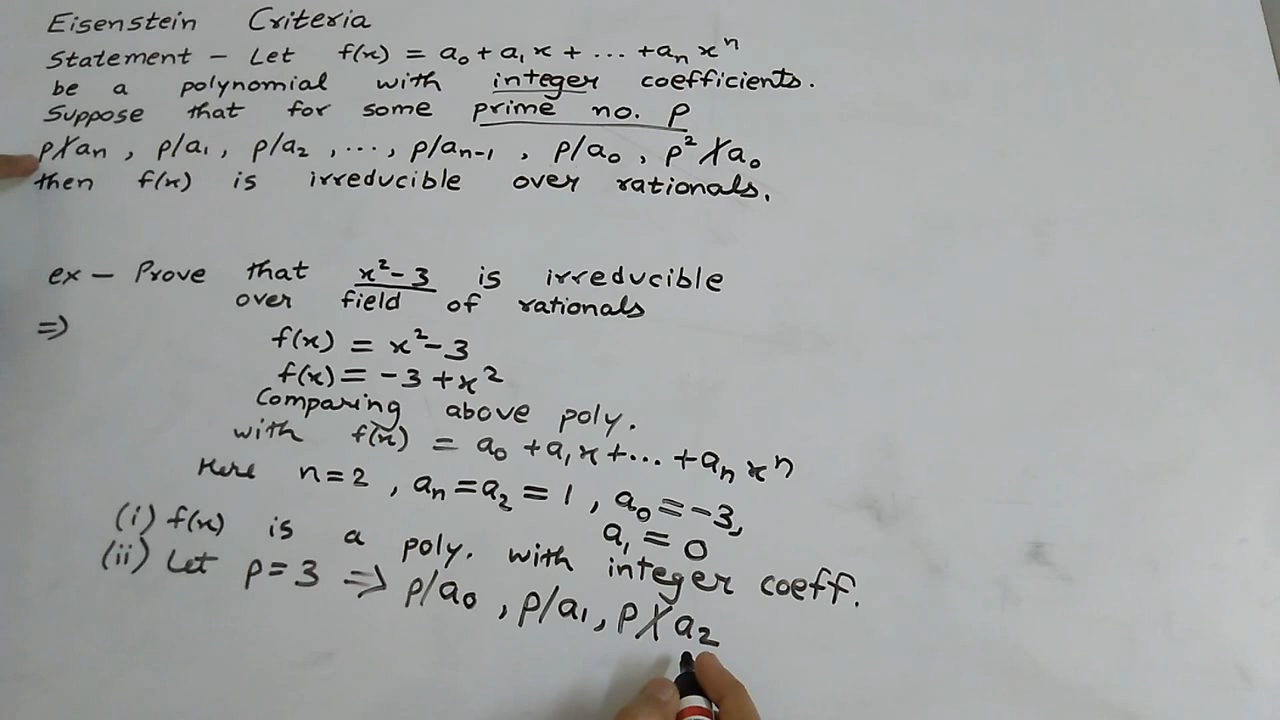 Eisenstein Criteria
Statement - Let f(x) = a₀ + a₁x + ... + aₙxⁿ
be a polynomial with integer coefficients.
Suppose that for some prime no. p
p∤aₙ, p/a₁, p/a₂, ..., p/aₙ₋₁, p/a₀, p²∤a₀
then f(x) is irreducible over rationals.
ex - Prove that x²-3 is irreducible
over field of rationals
⇒
f(x) = x²-3
f(x) = -3+x²
Comparing above poly.
with f(x) = a₀ + a₁x + ... + aₙxⁿ
Here n=2, aₙ=a₂=1, a₀=-3,
a₁=0
(i) f(x) is a poly. with integer coeff.
(ii) Let p=3 ⇒ p/a₀, p/a₁, p∤a₂